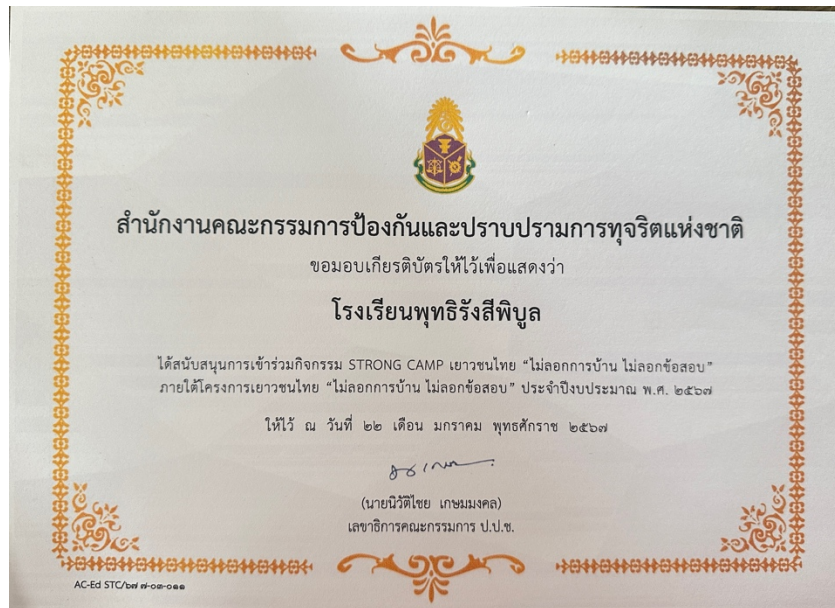 สำนักงานคณะกรรมการป้องกันและปราบปรามการทุจริตแห่งชาติ
ขอมอบเกียรติบัตรให้ไว้เพื่อแสดงว่า
โรงเรียนพุทธิรังสีพิบูล
ได้สนับสนุนการเข้าร่วมกิจกรรม STRONG CAMP เยาวชนไทย “ไม่ลอกการบ้าน ไม่ลอกข้อสอบ”
ภายใต้โครงการเยาวชนไทย “ไม่ลอกการบ้าน ไม่ลอกข้อสอบ” ประจำปีงบประมาณ พ.ศ. ๒๕๖๗
ให้ไว้ ณ วันที่ ๒๒ เดือน มกราคม พุทธศักราช ๒๕๖๗
(นายนิวัติไชย เกษมมงคล)
เลขาธิการคณะกรรมการ ป.ป.ช.
AC-Ed STC/๖๗ ๗-๐๓-๐๑๑